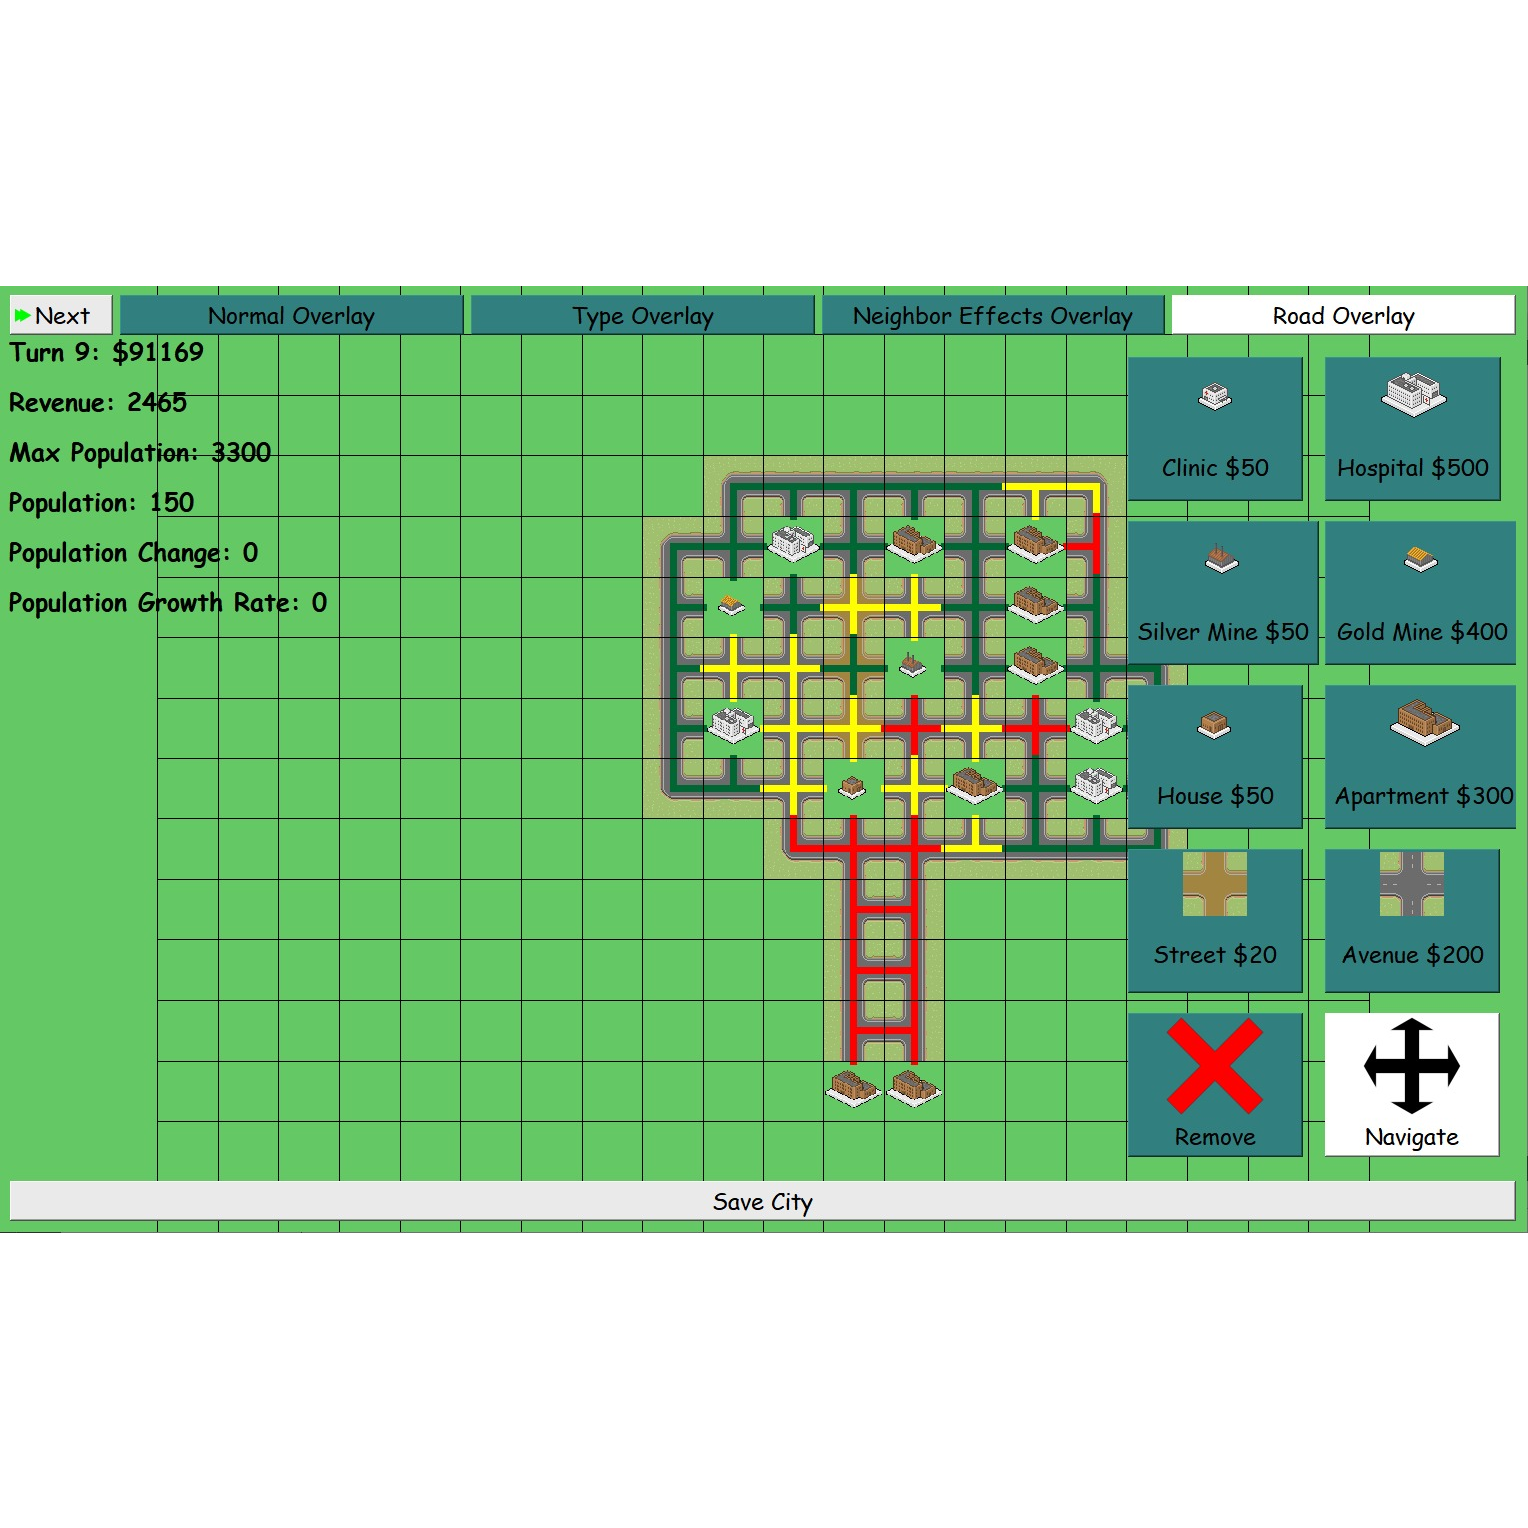 Next
Normal Overlay
Type Overlay
Neighbor Effects Overlay
Road Overlay
Turn 9: $91169
Revenue: 2465
Max Population: 3300
Population: 150
Population Change: 0
Population Growth Rate: 0
Clinic $50
Hospital $500
Silver Mine $50
Gold Mine $400
House $50
Apartment $300
Street $20
Avenue $200
Remove
Navigate
Save City